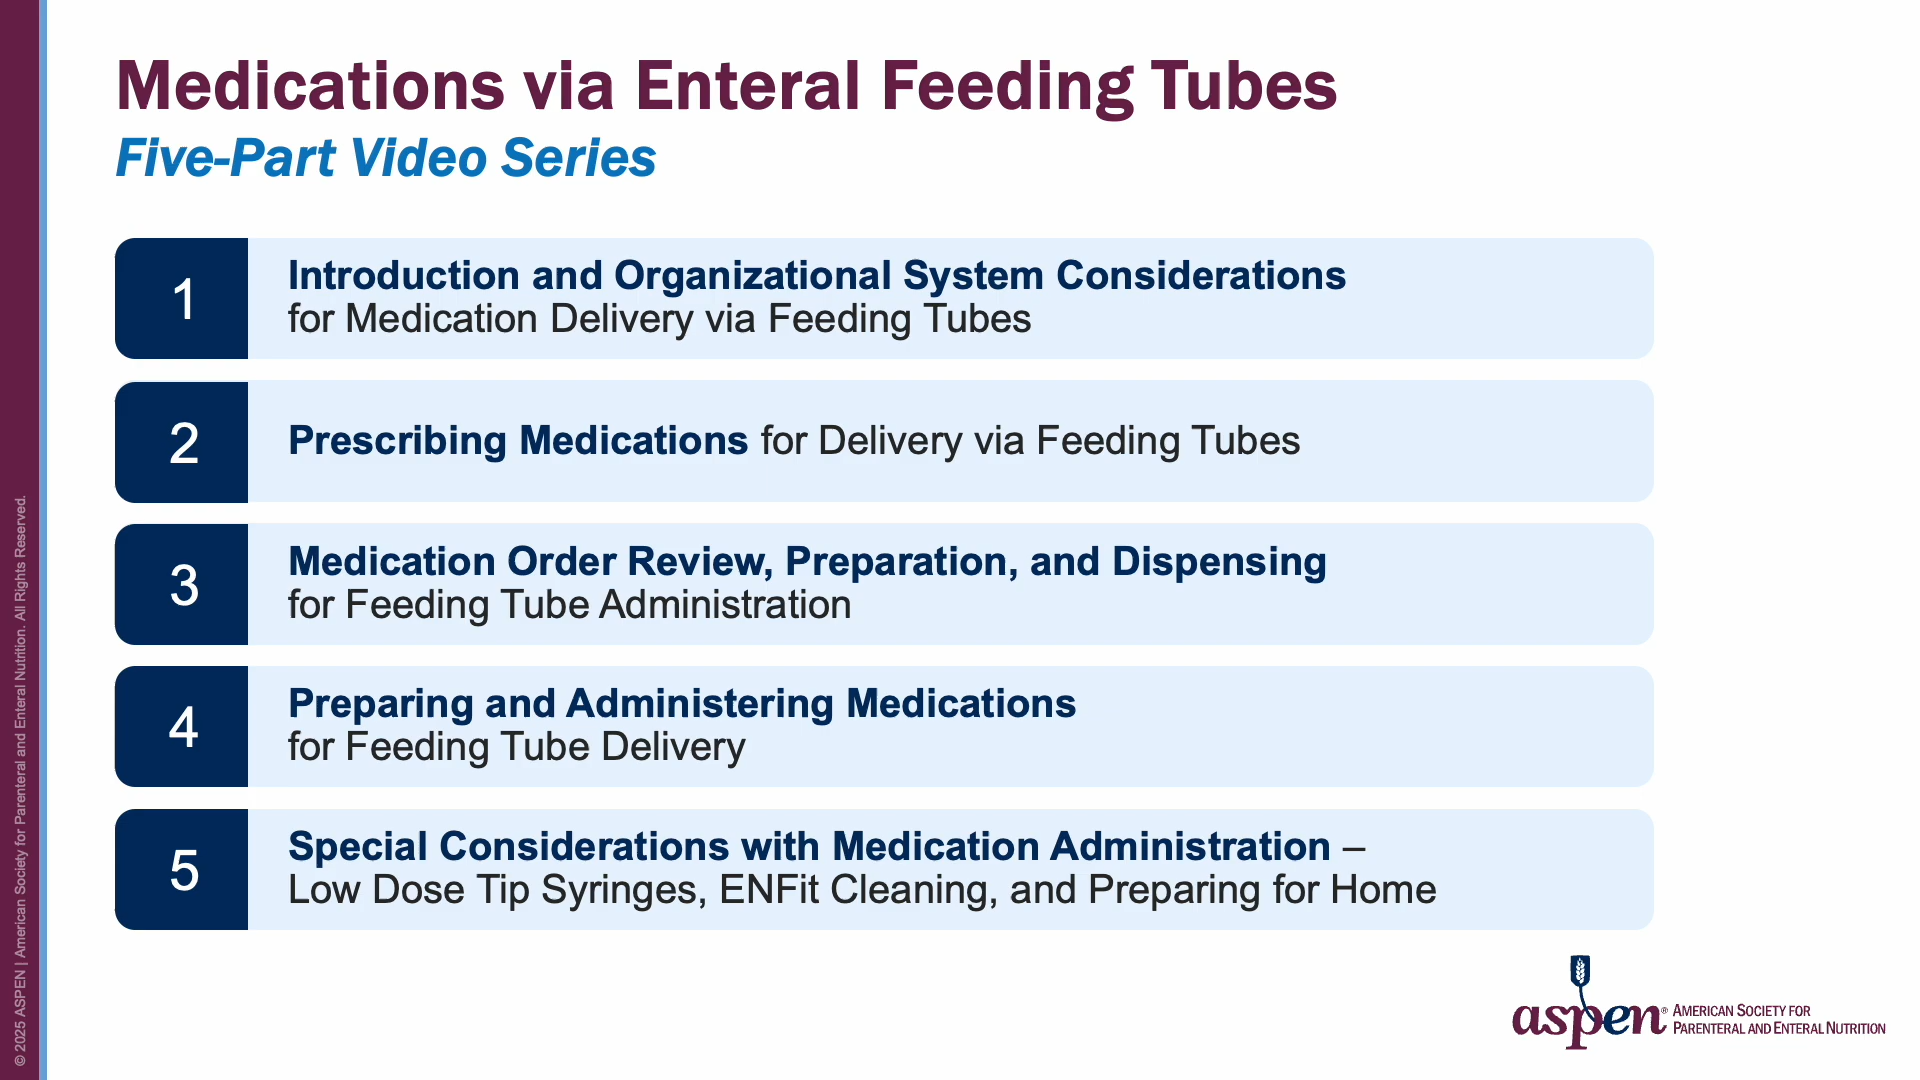 Medications via Enteral Feeding Tubes
Five-Part Video Series
1
Introduction and Organizational System Considerations
for Medication Delivery via Feeding Tubes
2
Prescribing Medications for Delivery via Feeding Tubes
3
Medication Order Review, Preparation, and Dispensing
for Feeding Tube Administration
4
Preparing and Administering Medications
for Feeding Tube Delivery
5
Special Considerations with Medication Administration –
Low Dose Tip Syringes, ENFit Cleaning, and Preparing for Home
© 2025 ASPEN | American Society for Parenteral and Enteral Nutrition. All Rights Reserved.
aspen®
American Society for
Parenteral and Enteral Nutrition